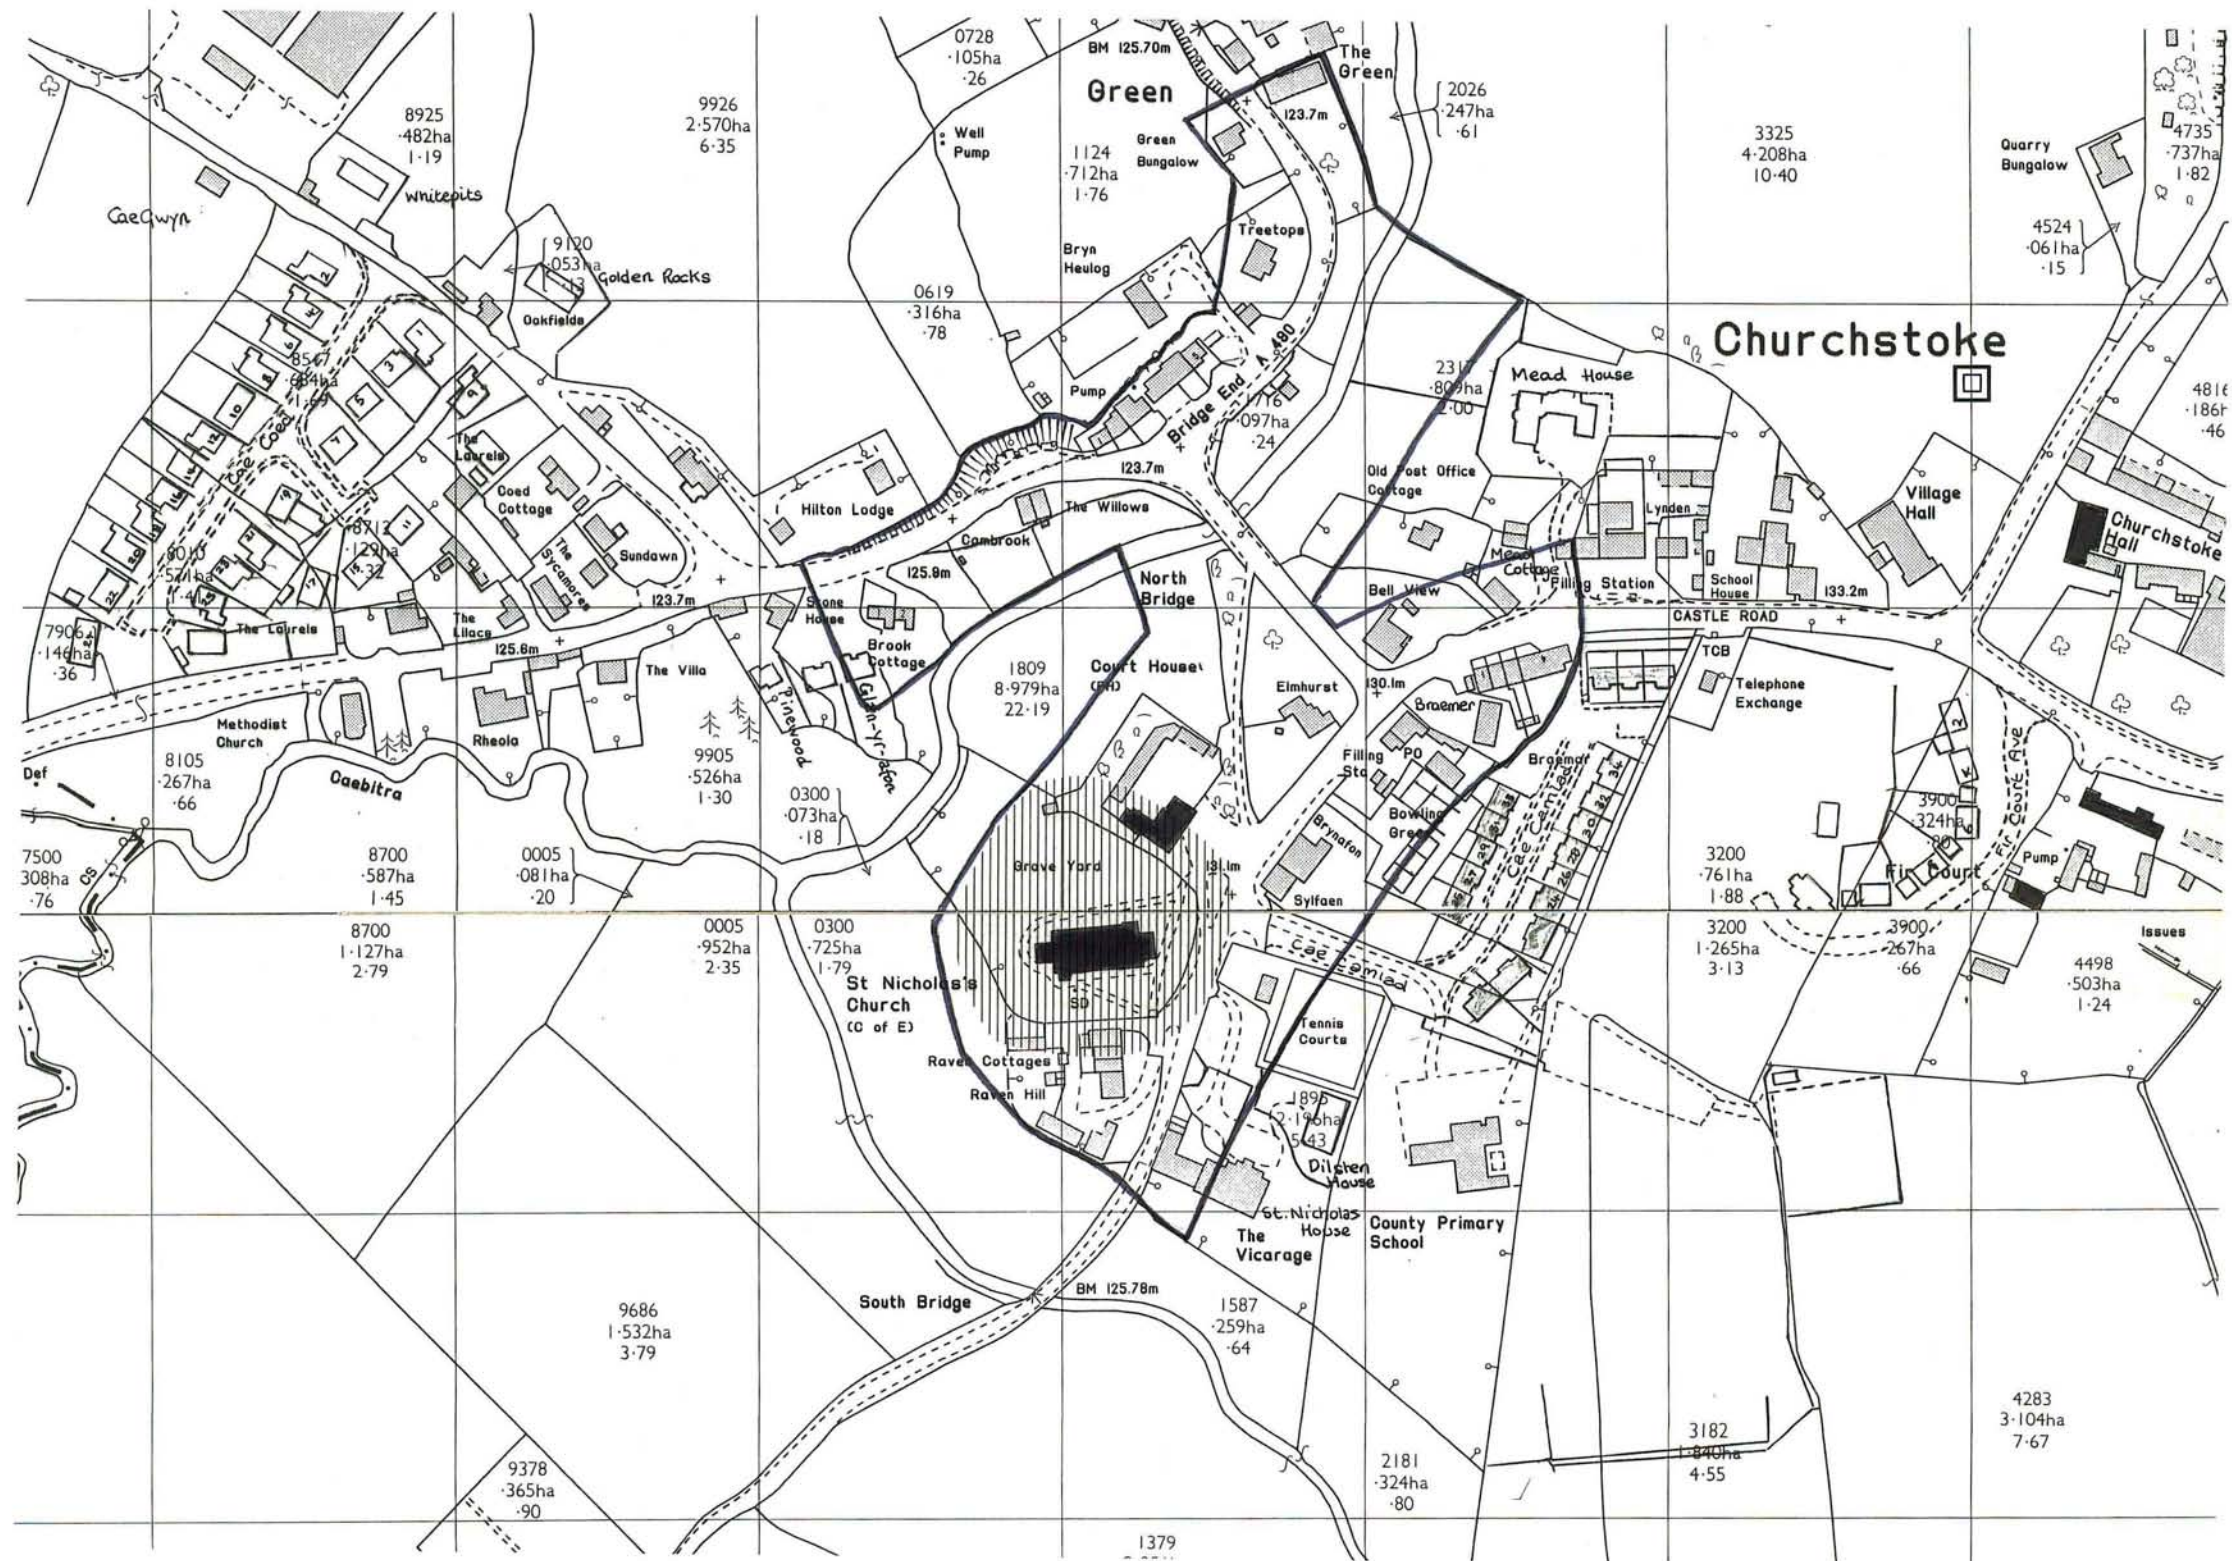 0728
·105ha
·26
BM 125.70m
The
Green
Green
123.7m
2026
·247ha
·61
8925
·482ha
1·19
9926
2·570ha
6·35
Well
Pump
1124
·712ha
1·76
Green
Bungalow
3325
4·208ha
10·40
Quarry
Bungalow
4735
·737ha
1·82
4524
·061ha
·15
CaeGwyn
Whitepits
9120
·053ha
·13
Golden Rocks
Oakfields
Bryn
Heulog
Treetops
0619
·316ha
·78
Pump
Bridge End
A 490
Churchstoke
2317
·809ha
2·00
Mead House
·097ha
·24
4816
·46
Cae Coed
The
Laurels
Coed
Cottage
The
Sycamores
Sundawn
Hilton Lodge
123.7m
The Willows
Cambrook
125.9m
Old Post Office
Cottage
Lynden
Village
Hall
Churchstoke
Hall
8712
·129ha
·32
8010
Mead
Cottage
Filling Station
School
House
133.2m
Bell View
CASTLE ROAD
TCB
Telephone
Exchange
North
Bridge
Stone
House
Brook
Cottage
123.7m
The Laurels
The
Lilacs
125.6m
The Villa
7906
·146ha
·36
Methodist
Church
Rheola
Pinewood
Glan-yr-afon
1809
8·979ha
22·19
Court House
(PH)
Elmhurst
130.1m
Braemer
Filling
Sta
PO
Braemar
Def
8105
·267ha
·66
Caebitra
9905
·526ha
1·30
0300
·073ha
·18
Bowling
Green
Brynafon
Cae Camlad
3900
·324ha
·80
Fir Court Ave
Fir Court
Pump
7500
308ha
·76
CS
8700
·587ha
1·45
0005
·081ha
·20
Grave Yard
131.1m
Sylfaen
3200
·761ha
1·88
8700
1·127ha
2·79
0005
·952ha
2·35
0300
·725ha
1·79
St Nicholas's
Church
(C of E)
SD
Cae Camlad
3200
1·265ha
3·13
3900
·267ha
·66
Issues
4498
·503ha
1·24
Tennis
Courts
Raven Cottages
Raven Hill
1895
2·196ha
5·43
Dilsten
House
St. Nicholas
House
The
Vicarage
County Primary
School
South Bridge
BM 125.78m
1587
·259ha
·64
9686
1·532ha
3·79
4283
3·104ha
7·67
3182
1·840ha
4·55
9378
·365ha
·90
2181
·324ha
·80
1379